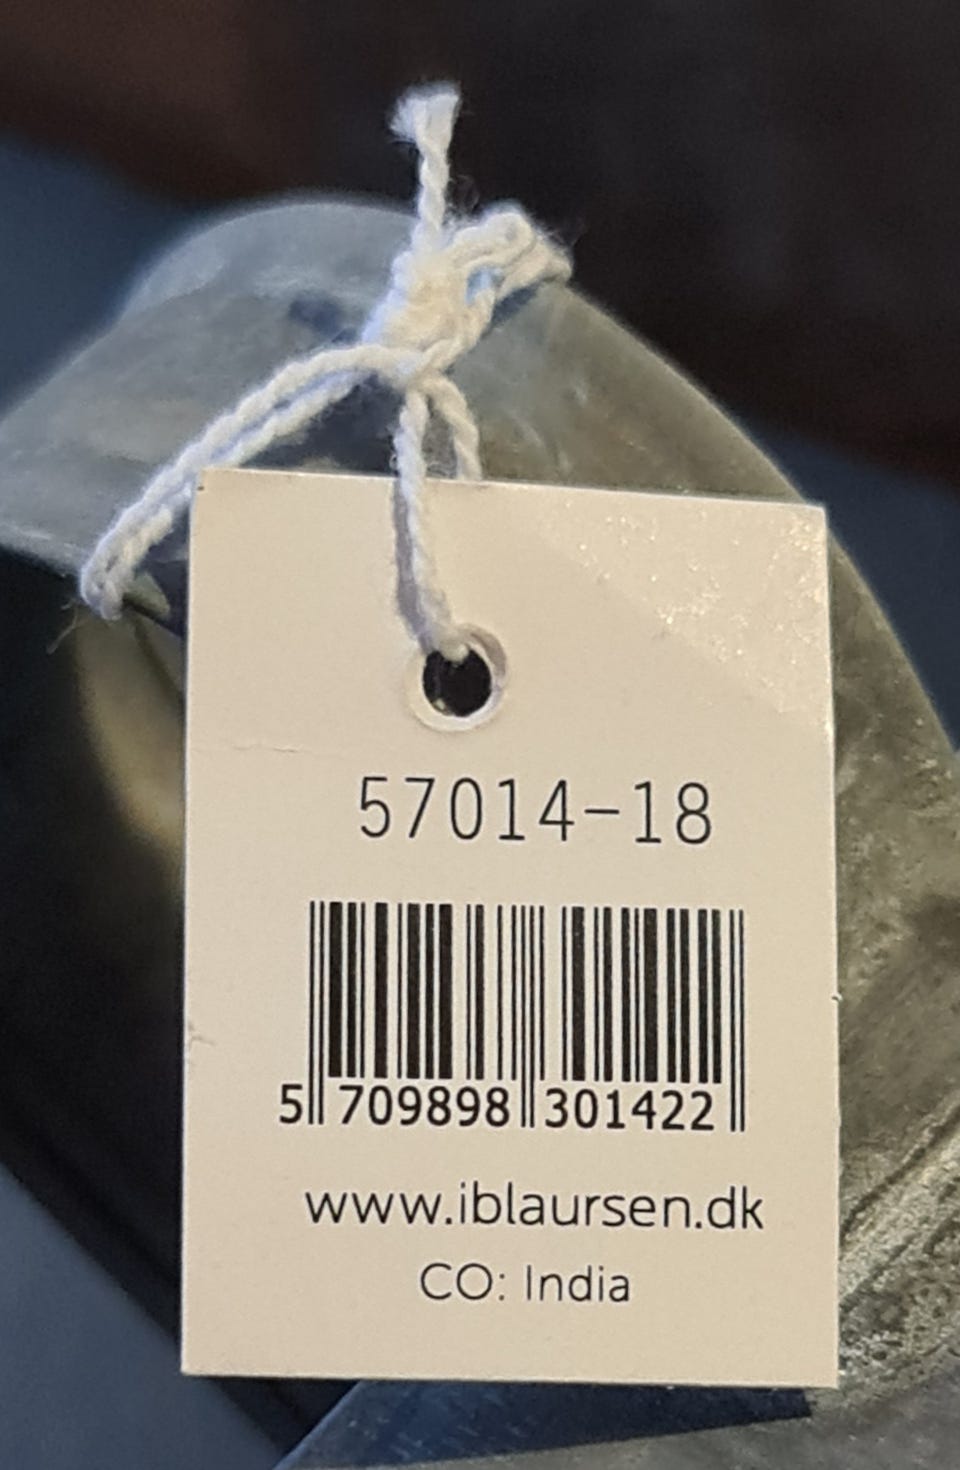 57014-18
5 709898 301422
www.iblaursen.dk
CO: India